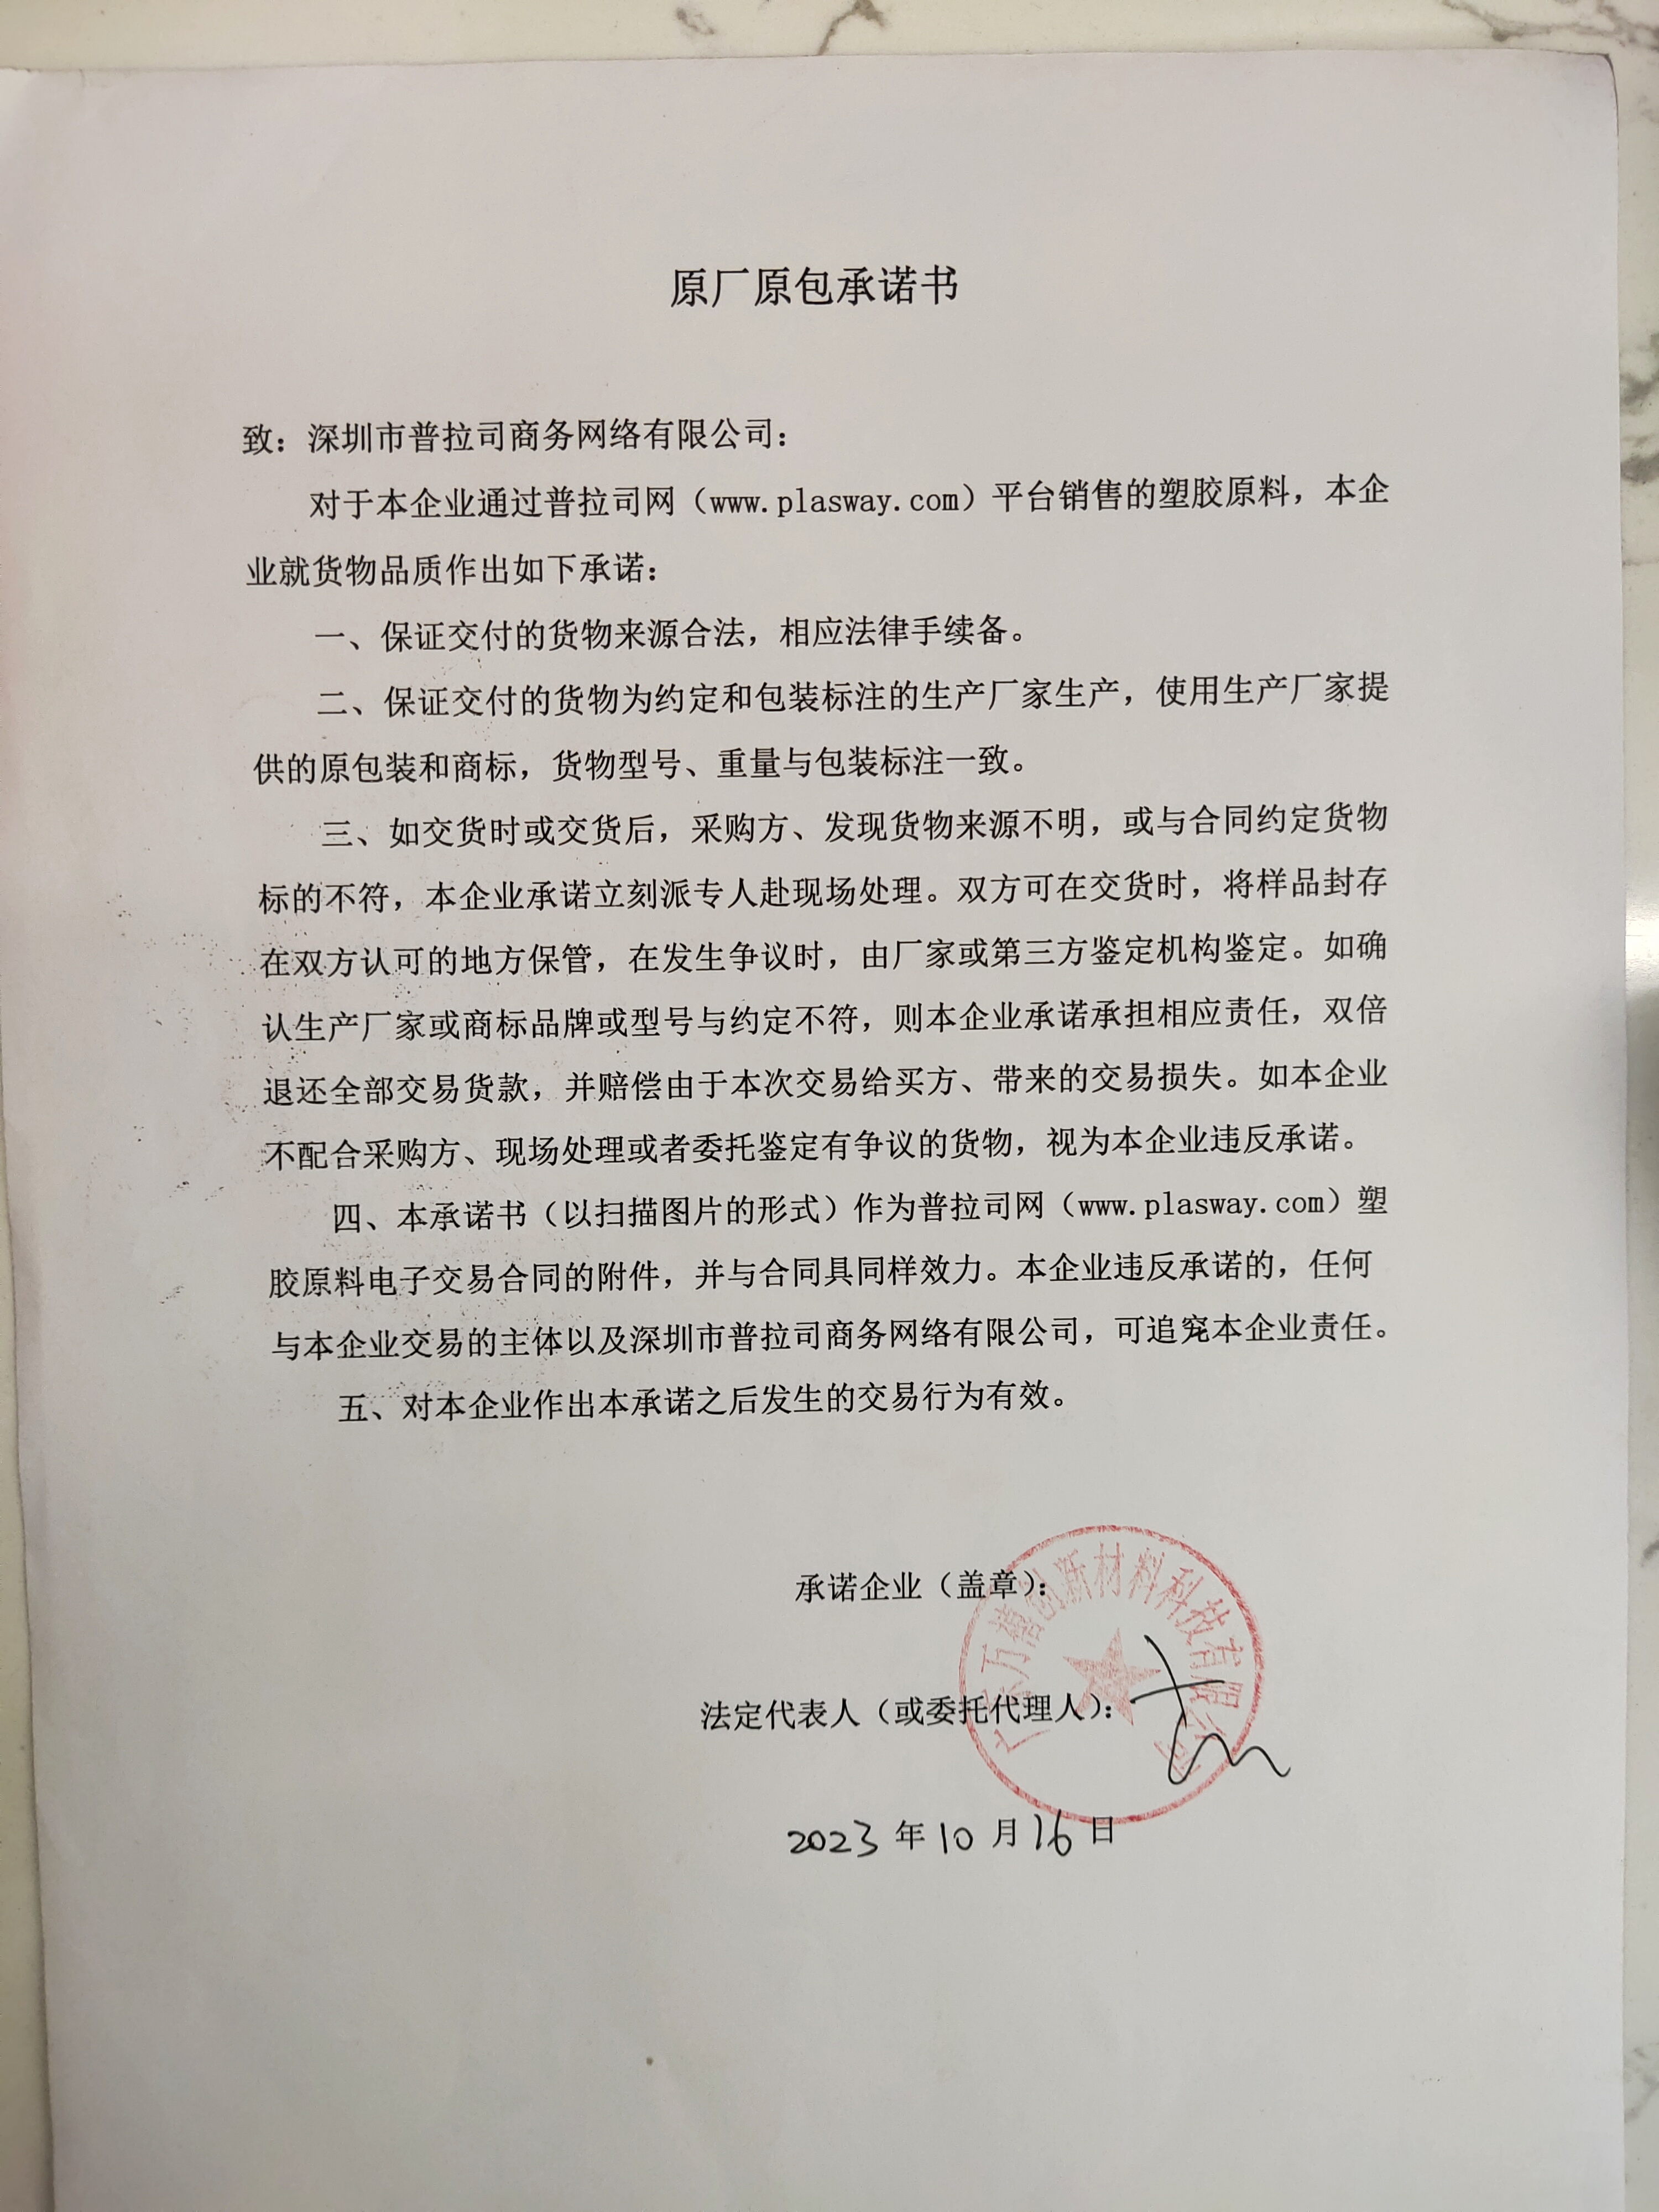 原厂原包承诺书
致：深圳市普拉司商务网络有限公司：
对于本企业通过普拉司网（www.plasway.com）平台销售的塑胶原料，本企
业就货物品质作出如下承诺：
一、保证交付的货物来源合法，相应法律手续备。
二、保证交付的货物为约定和包装标注的生产厂家生产，使用生产厂家提
供的原包装和商标，货物型号、重量与包装标注一致。
三、如交货时或交货后，采购方、发现货物来源不明，或与合同约定货物
标的不符，本企业承诺立刻派专人赴现场处理。双方可在交货时，将样品封存
在双方认可的地方保管，在发生争议时，由厂家或第三方鉴定机构鉴定。如确
认生产厂家或商标品牌或型号与约定不符，则本企业承诺承担相应责任，双倍
退还全部交易货款，并赔偿由于本次交易给买方、带来的交易损失。如本企业
不配合采购方、现场处理或者委托鉴定有争议的货物，视为本企业违反承诺。
四、本承诺书（以扫描图片的形式）作为普拉司网（www.plasway.com）塑
胶原料电子交易合同的附件，并与合同具同样效力。本企业违反承诺的，任何
与本企业交易的主体以及深圳市普拉司商务网络有限公司，可追究本企业责任。
五、对本企业作出本承诺之后发生的交易行为有效。
承诺企业（盖章）：
广东万 创新材料科技有限公司
法定代表人（或委托代理人）：
2023 年 10 月 16 日